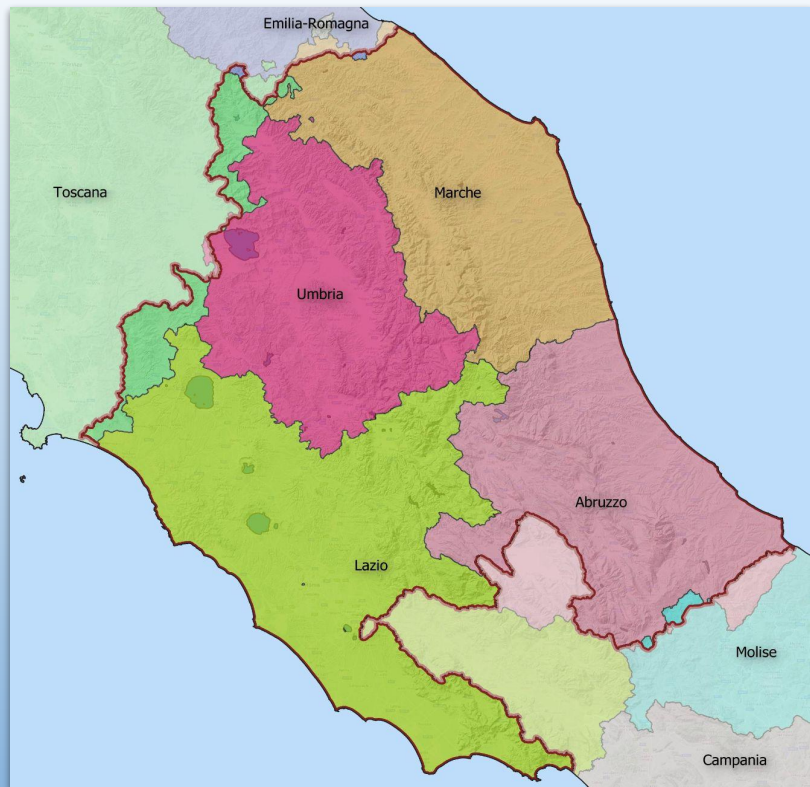 Emilia-Romagna
Toscana
Marche
Umbria
Abruzzo
Lazio
Molise
Campania